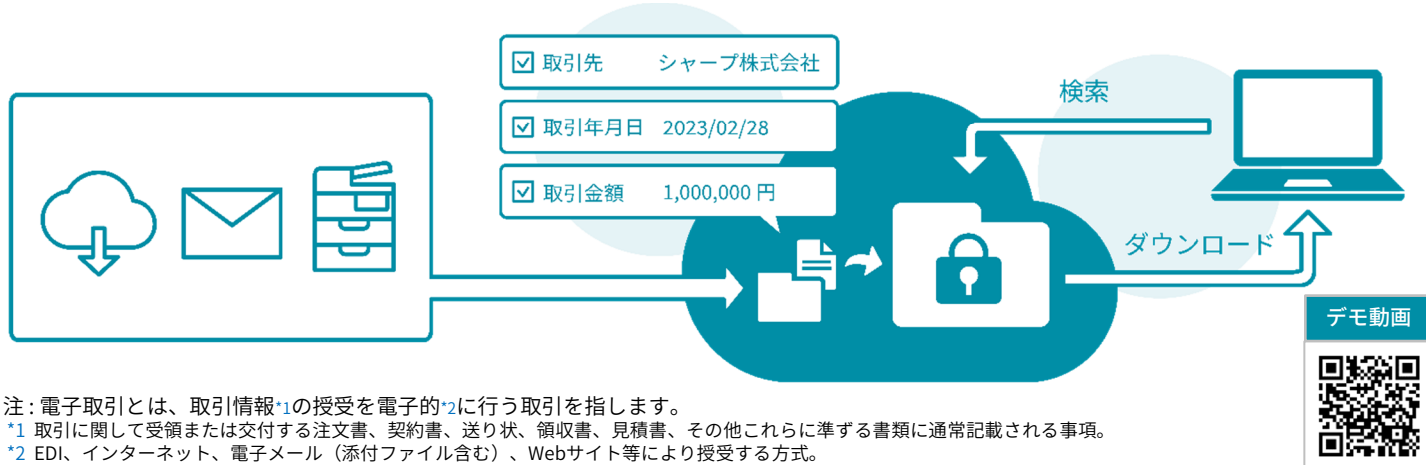 取引先 シャープ株式会社
取引年月日 2023/02/28
取引金額 1,000,000 円
検索
ダウンロード
デモ動画
注 : 電子取引とは、取引情報*1の授受を電子的*2に行う取引を指します。
*1 取引に関して受領または交付する注文書、契約書、送り状、領収書、見積書、その他これらに準ずる書類に通常記載される事項。
*2 EDI、インターネット、電子メール（添付ファイル含む）、Webサイト等により授受する方式。